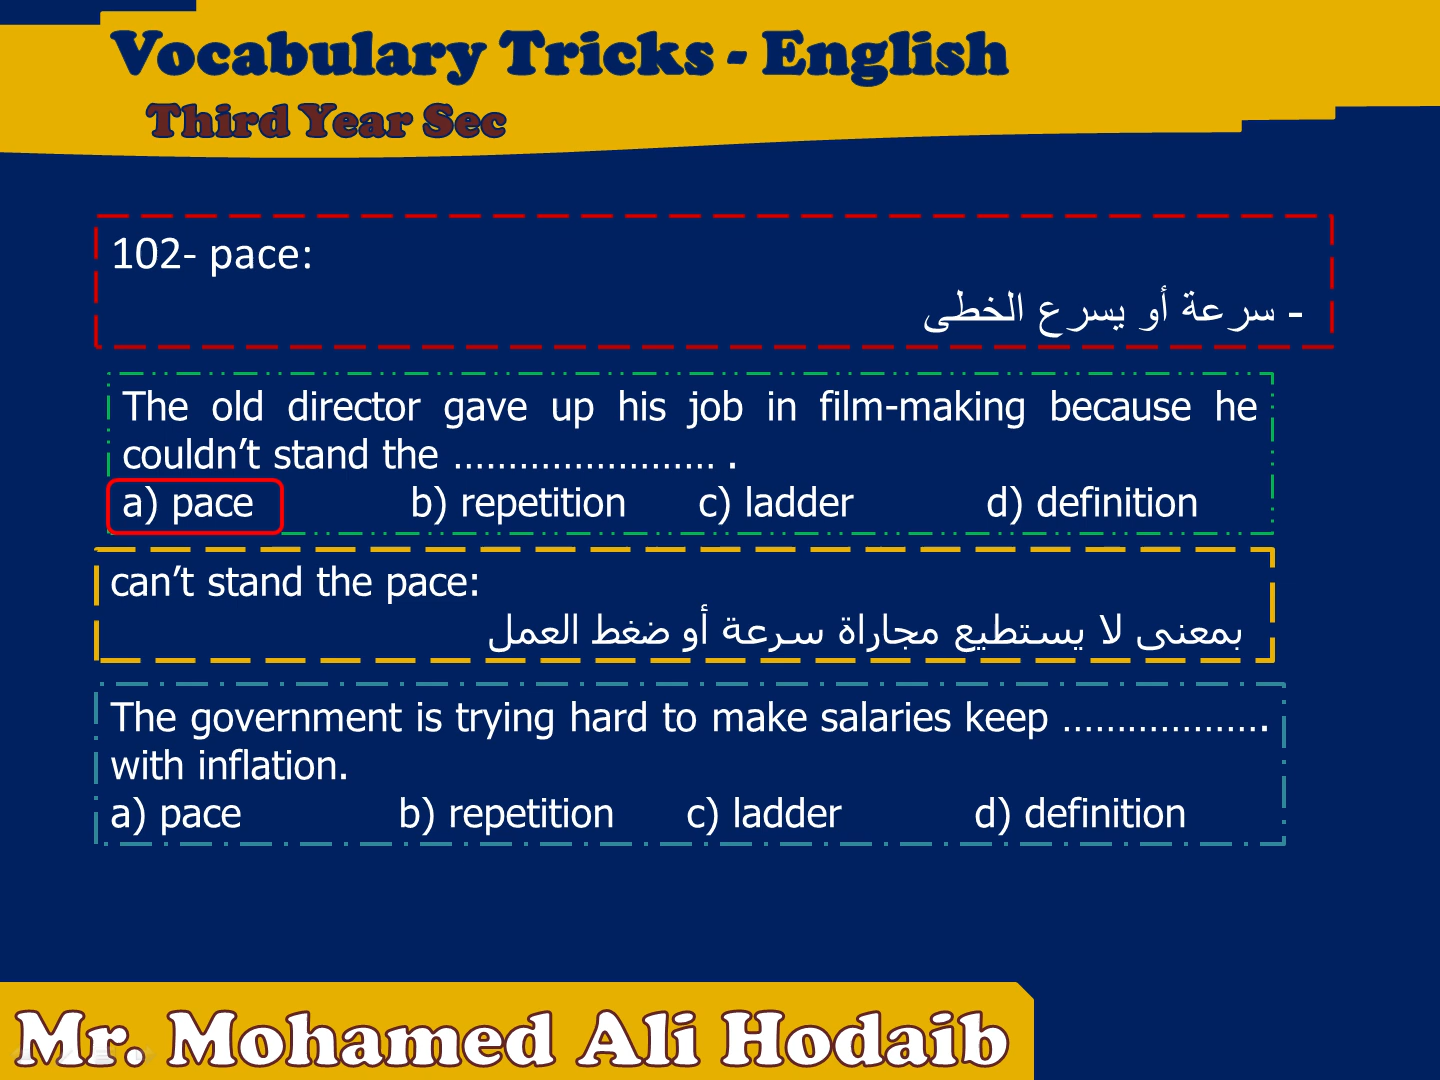 Vocabulary Tricks - English
Third Year Sec
102- pace:
- سرعة أو يسرع الخطى
The old director gave up his job in film-making because he
couldn’t stand the …………………… .
a) pace b) repetition c) ladder d) definition
can’t stand the pace:
بمعنى لا يستطيع مجاراة سرعة أو ضغط العمل
The government is trying hard to make salaries keep ……………….
with inflation.
a) pace b) repetition c) ladder d) definition
Mr. Mohamed Ali Hodaib